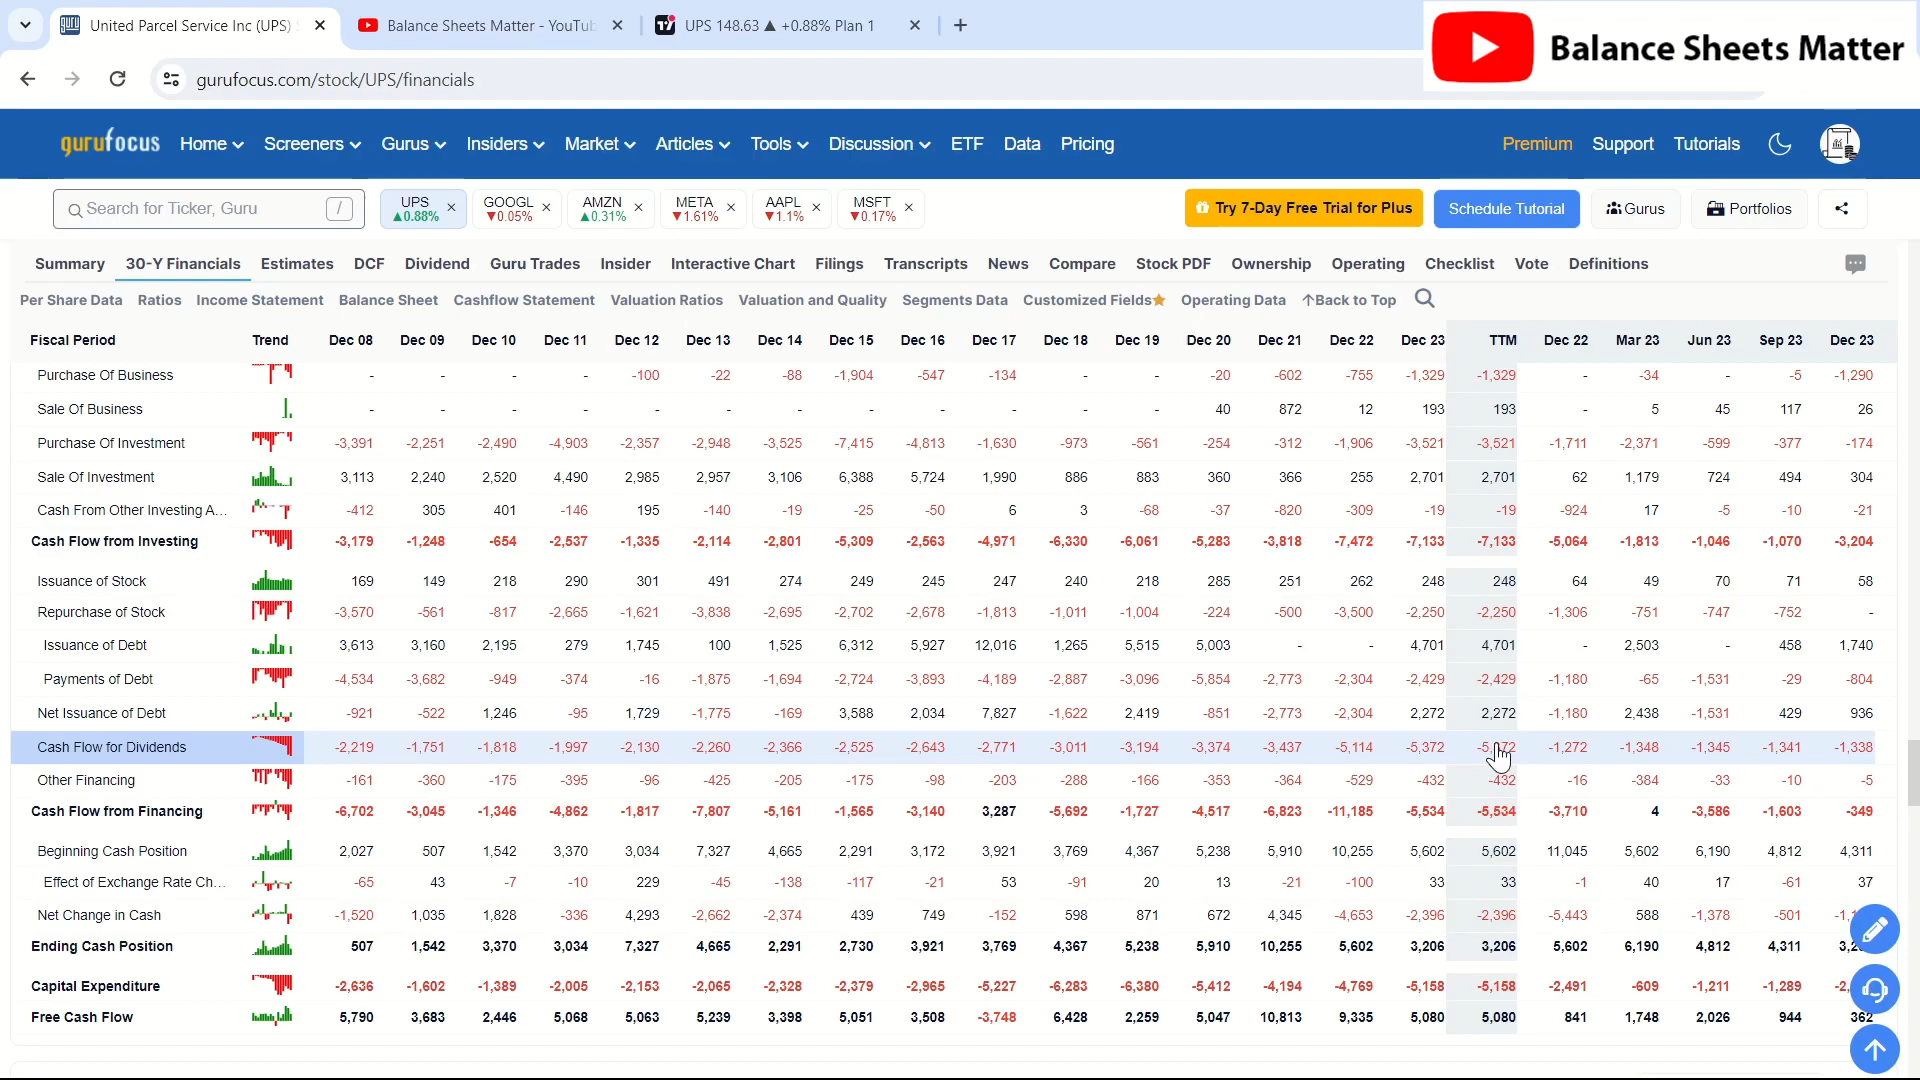 United Parcel Service Inc (UPS)
Balance Sheets Matter - YouTub
UPS 148.63 ▲ +0.88% Plan 1
Balance Sheets Matter
gurufocus.com/stock/UPS/financials
gurufocus Home Screeners Gurus Insiders Market Articles Tools Discussion ETF Data Pricing Premium Support Tutorials
Search for Ticker, Guru /
UPS ▲0.88%
GOOGL ▼0.05%
AMZN ▲0.31%
META ▼1.61%
AAPL ▼1.1%
MSFT ▼0.17%
Try 7-Day Free Trial for Plus
Schedule Tutorial
Gurus
Portfolios
Summary 30-Y Financials Estimates DCF Dividend Guru Trades Insider Interactive Chart Filings Transcripts News Compare Stock PDF Ownership Operating Checklist Vote Definitions
Per Share Data Ratios Income Statement Balance Sheet Cashflow Statement Valuation Ratios Valuation and Quality Segments Data Customized Fields Operating Data ↑Back to Top
Fiscal Period Trend Dec 08 Dec 09 Dec 10 Dec 11 Dec 12 Dec 13 Dec 14 Dec 15 Dec 16 Dec 17 Dec 18 Dec 19 Dec 20 Dec 21 Dec 22 Dec 23 TTM Dec 22 Mar 23 Jun 23 Sep 23 Dec 23
Purchase Of Business - - - - -100 -22 -88 -1,904 -547 -134 - - -20 -602 -755 -1,329 -1,329 - -34 - -5 -1,290
Sale Of Business - - - - - - - - - - - - 40 872 12 193 193 - 5 45 117 26
Purchase Of Investment -3,391 -2,251 -2,490 -4,903 -2,357 -2,948 -3,525 -7,415 -4,813 -1,630 -973 -561 -254 -312 -1,906 -3,521 -3,521 -1,711 -2,371 -599 -377 -174
Sale Of Investment 3,113 2,240 2,520 4,490 2,985 2,957 3,106 6,388 5,724 1,990 886 883 360 366 255 2,701 2,701 62 1,179 724 494 304
Cash From Other Investing A... -412 305 401 -146 195 -140 -19 -25 -50 6 3 -68 -37 -820 -309 -19 -19 -924 17 -5 -10 -21
Cash Flow from Investing -3,179 -1,248 -654 -2,537 -1,335 -2,114 -2,801 -5,309 -2,563 -4,971 -6,330 -6,061 -5,283 -3,818 -7,472 -7,133 -7,133 -5,064 -1,813 -1,046 -1,070 -3,204
Issuance of Stock 169 149 218 290 301 491 274 249 245 247 240 218 285 251 262 248 248 64 49 70 71 58
Repurchase of Stock -3,570 -561 -817 -2,665 -1,621 -3,838 -2,695 -2,702 -2,678 -1,813 -1,011 -1,004 -224 -500 -3,500 -2,250 -2,250 -1,306 -751 -747 -752 -
Issuance of Debt 3,613 3,160 2,195 279 1,745 100 1,525 6,312 5,927 12,016 1,265 5,515 5,003 - - 4,701 4,701 - 2,503 - 458 1,740
Payments of Debt -4,534 -3,682 -949 -374 -16 -1,875 -1,694 -2,724 -3,893 -4,189 -2,887 -3,096 -5,854 -2,773 -2,304 -2,429 -2,429 -1,180 -65 -1,531 -29 -804
Net Issuance of Debt -921 -522 1,246 -95 1,729 -1,775 -169 3,588 2,034 7,827 -1,622 2,419 -851 -2,773 -2,304 2,272 2,272 -1,180 2,438 -1,531 429 936
Cash Flow for Dividends -2,219 -1,751 -1,818 -1,997 -2,130 -2,260 -2,366 -2,525 -2,643 -2,771 -3,011 -3,194 -3,374 -3,437 -5,114 -5,372 -1,272 -1,348 -1,345 -1,341 -1,338
Other Financing -161 -360 -175 -395 -96 -425 -205 -175 -98 -203 -288 -166 -353 -364 -529 -432 -432 -16 -384 -33 -10 -5
Cash Flow from Financing -6,702 -3,045 -1,346 -4,862 -1,817 -7,807 -5,161 -1,565 -3,140 3,287 -5,692 -1,727 -4,517 -6,823 -11,185 -5,534 -5,534 -3,710 4 -3,586 -1,603 -349
Beginning Cash Position 2,027 507 1,542 3,370 3,034 7,327 4,665 2,291 3,172 3,921 3,769 4,367 5,238 5,910 10,255 5,602 5,602 11,045 5,602 6,190 4,812 4,311
Effect of Exchange Rate Ch... -65 43 -7 -10 229 -45 -138 -117 -21 53 -91 20 13 -21 -100 33 33 -1 40 17 -61 37
Net Change in Cash -1,520 1,035 1,828 -336 4,293 -2,662 -2,374 439 749 -152 598 871 672 4,345 -4,653 -2,396 -2,396 -5,443 588 -1,378 -501
Ending Cash Position 507 1,542 3,370 3,034 7,327 4,665 2,291 2,730 3,921 3,769 4,367 5,238 5,910 10,255 5,602 3,206 3,206 5,602 6,190 4,812 4,311
Capital Expenditure -2,636 -1,602 -1,389 -2,005 -2,153 -2,065 -2,328 -2,379 -2,965 -5,227 -6,283 -6,380 -5,412 -4,194 -4,769 -5,158 -5,158 -2,491 -609 -1,211 -1,289
Free Cash Flow 5,790 3,683 2,446 5,068 5,063 5,239 3,398 5,051 3,508 -3,748 6,428 2,259 5,047 10,813 9,335 5,080 5,080 841 1,748 2,026 944 362